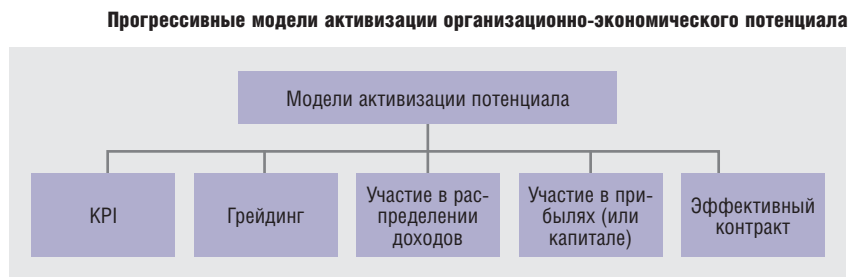 Прогрессивные модели активизации организационно-экономического потенциала
Модели активизации потенциала
KPI
Грейдинг
Участие в рас-
пределении
доходов
Участие в при-
былях (или
капитале)
Эффективный
контракт